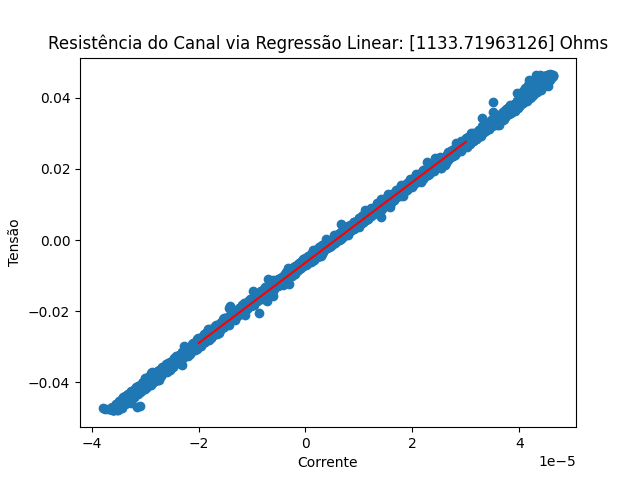 Resistência do Canal via Regressão Linear: [1133.71963126] Ohms
Tensão
0.04
0.02
0.00
−0.02
−0.04
−4
−2
0
2
4
1e−5
Corrente